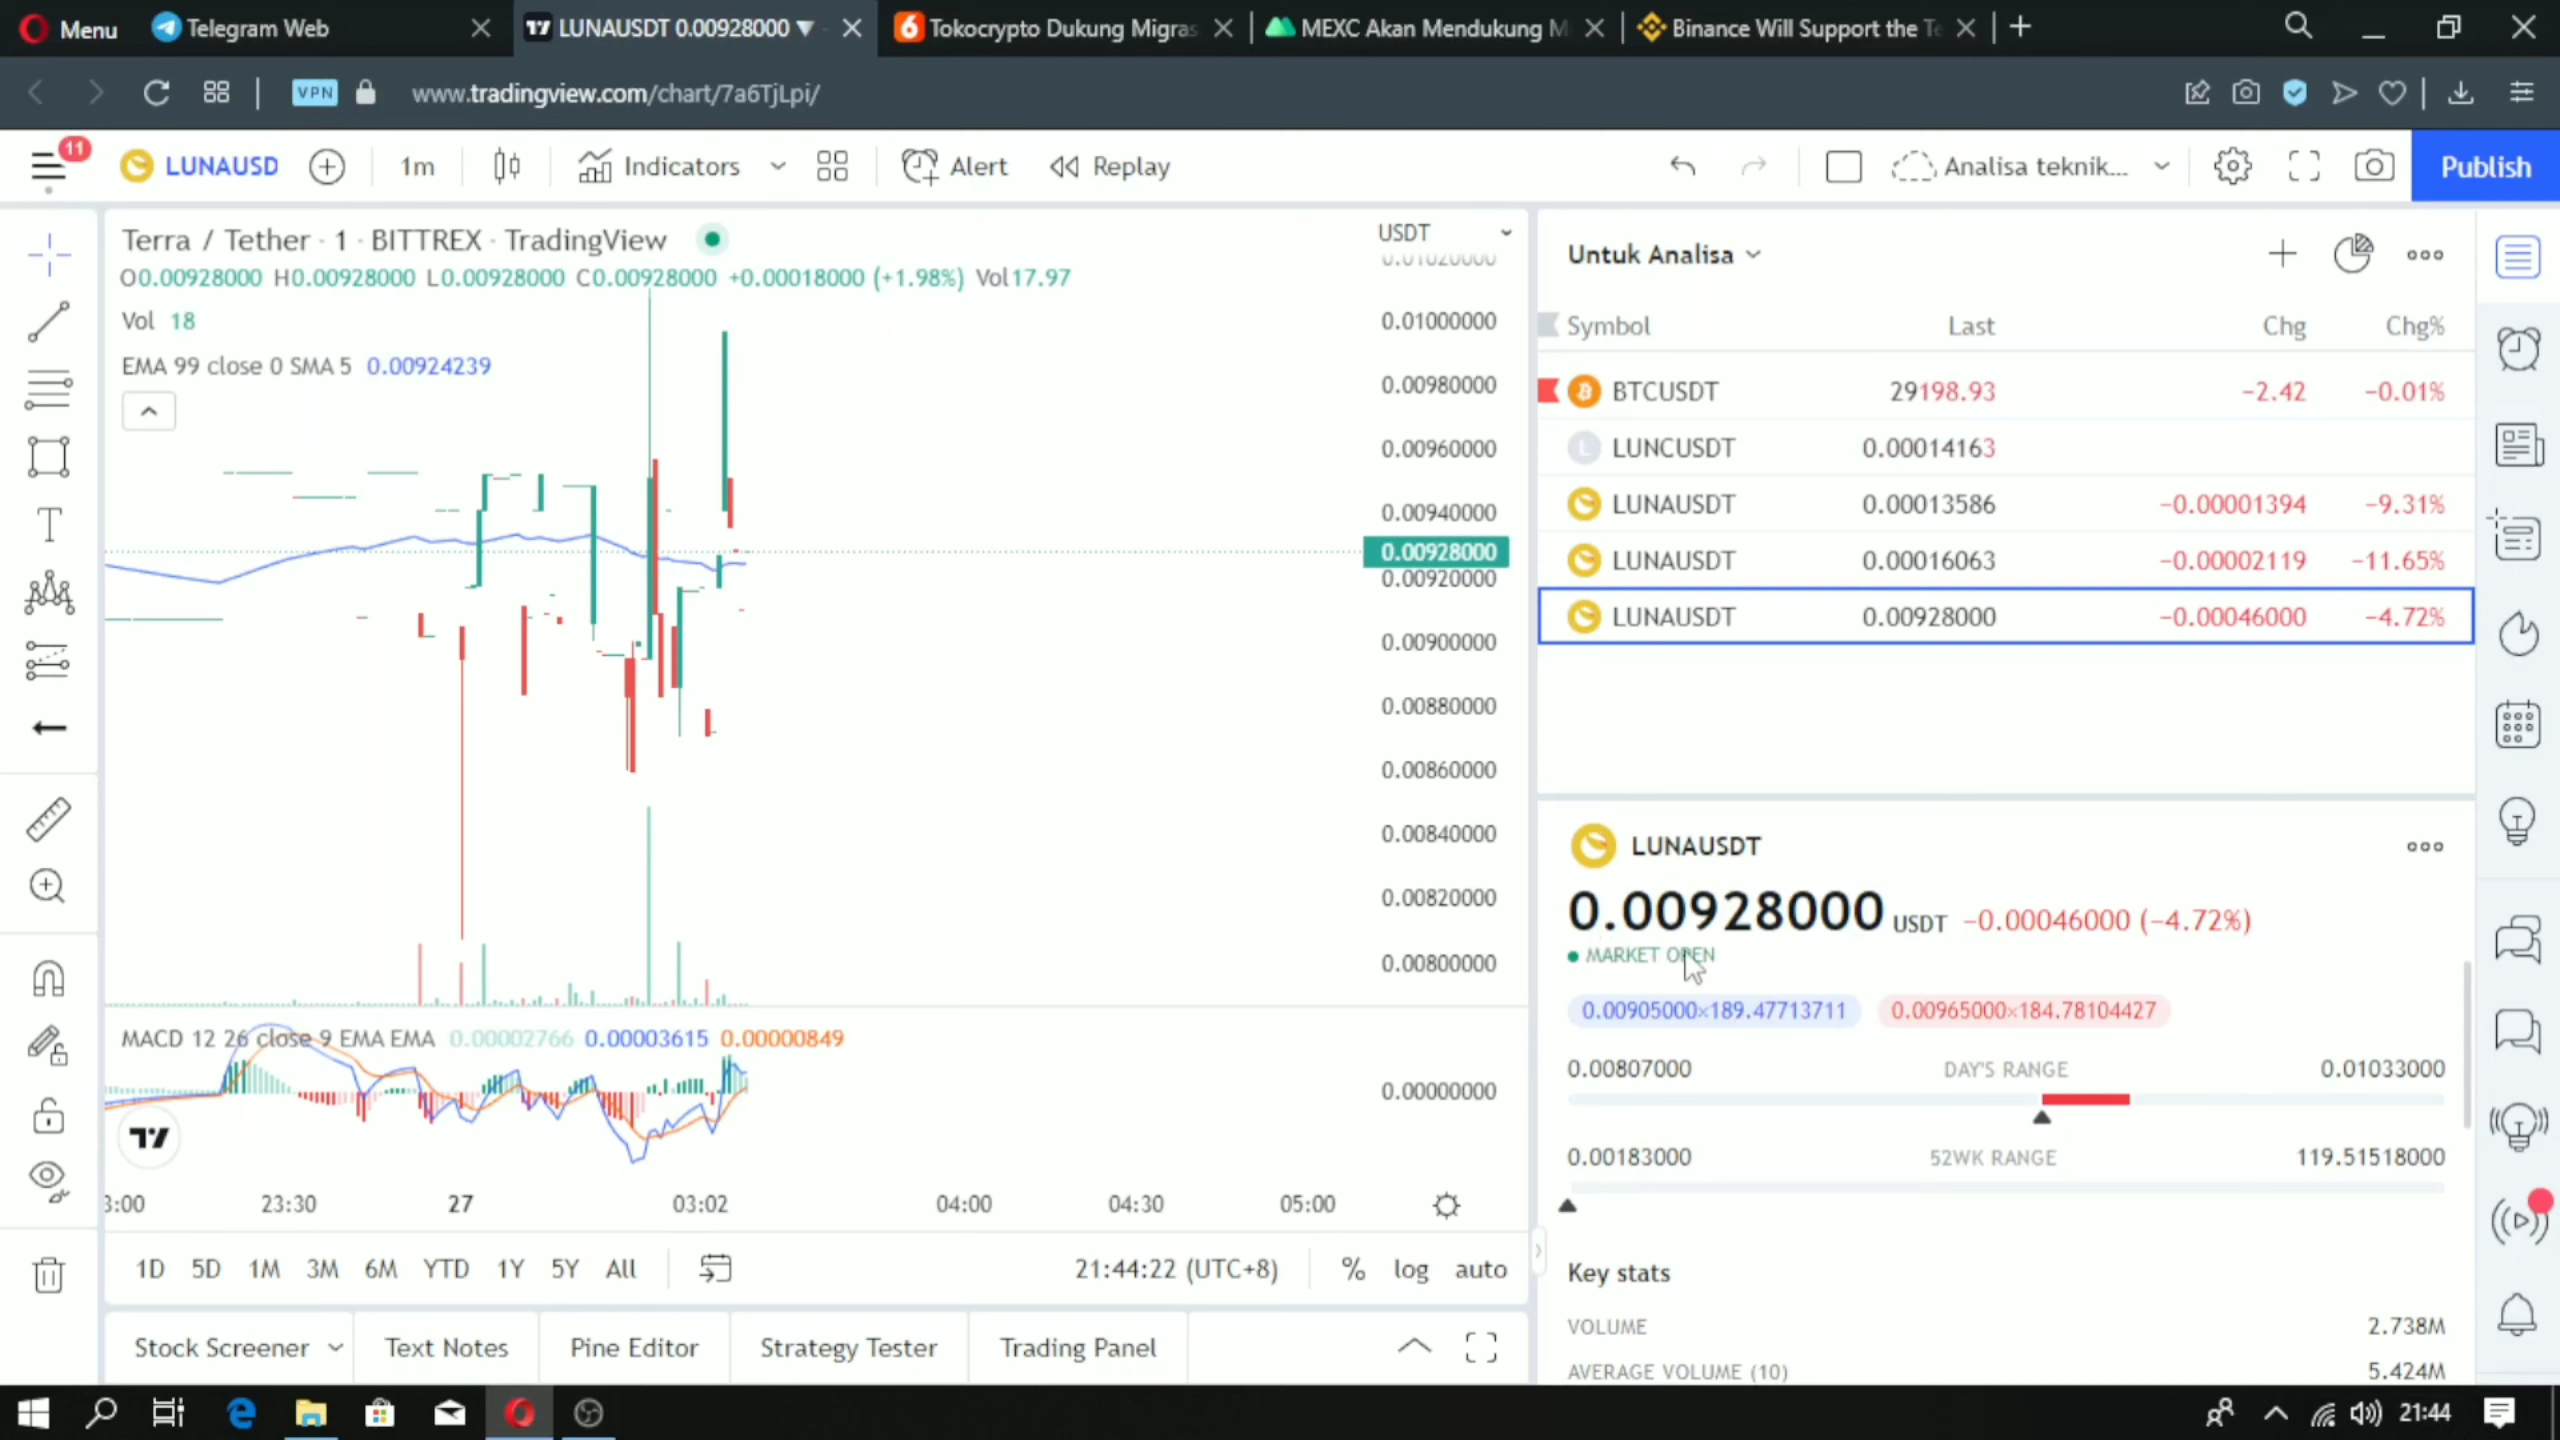 Menu
Telegram Web
LUNAUSDT 0.00928000 ▼
Tokocrypto Dukung Migras
MEXC Akan Mendukung M
Binance Will Support the Te
VPN
www.tradingview.com/chart/7a6TjLpi/
11
LUNAUSD
1m
Indicators
Alert
Replay
Analisa teknik...
Publish
Terra / Tether · 1 · BITTREX · TradingView
O0.00928000 H0.00928000 L0.00928000 C0.00928000 +0.00018000 (+1.98%) Vol17.97
Vol 18
EMA 99 close 0 SMA 5 0.00924239
USDT
0.01020000
0.01000000
0.00980000
0.00960000
0.00940000
0.00928000
0.00920000
0.00900000
0.00880000
0.00860000
0.00840000
0.00820000
0.00800000
MACD 12 26 close 9 EMA EMA 0.00002766 0.00003615 0.00000849
0.00000000
3:00 23:30 27 03:02 04:00 04:30 05:00
1D 5D 1M 3M 6M YTD 1Y 5Y All
21:44:22 (UTC+8) % log auto
Stock Screener Text Notes Pine Editor Strategy Tester Trading Panel
Untuk Analisa
Symbol Last Chg Chg%
BTCUSDT 29198.93 −2.42 −0.01%
L LUNCUSDT 0.00014163
LUNAUSDT 0.00013586 −0.00001394 −9.31%
LUNAUSDT 0.00016063 −0.00002119 −11.65%
LUNAUSDT 0.00928000 −0.00046000 −4.72%
LUNAUSDT
0.00928000 USDT −0.00046000 (−4.72%)
MARKET OPEN
0.00905000×189.47713711 0.00965000×184.78104427
0.00807000 DAY'S RANGE 0.01033000
0.00183000 52WK RANGE 119.51518000
Key stats
VOLUME 2.738M
AVERAGE VOLUME (10) 5.424M
21:44